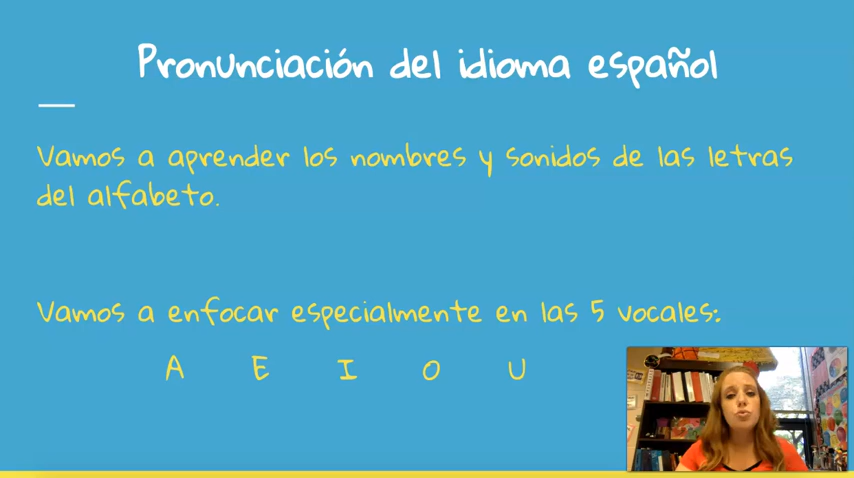 Pronunciación del idioma español
Vamos a aprender los nombres y sonidos de las letras
del alfabeto.
Vamos a enfocar especialmente en las 5 vocales:
A E I O U